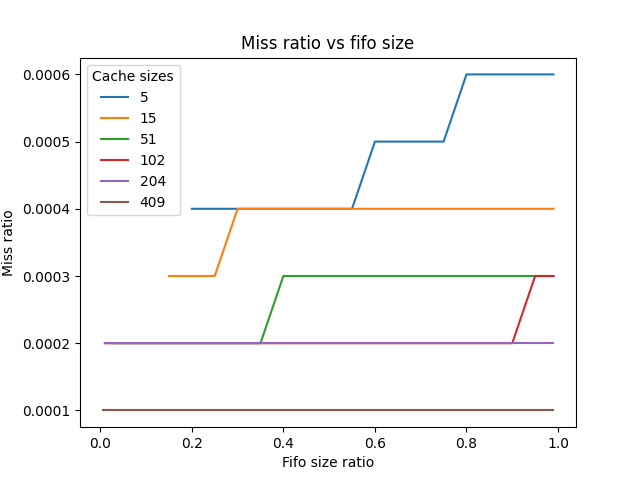 Miss ratio vs fifo size
Cache sizes
5
15
51
102
204
409
0.0006
0.0005
0.0004
0.0003
0.0002
0.0001
Miss ratio
0.0 0.2 0.4 0.6 0.8 1.0
Fifo size ratio